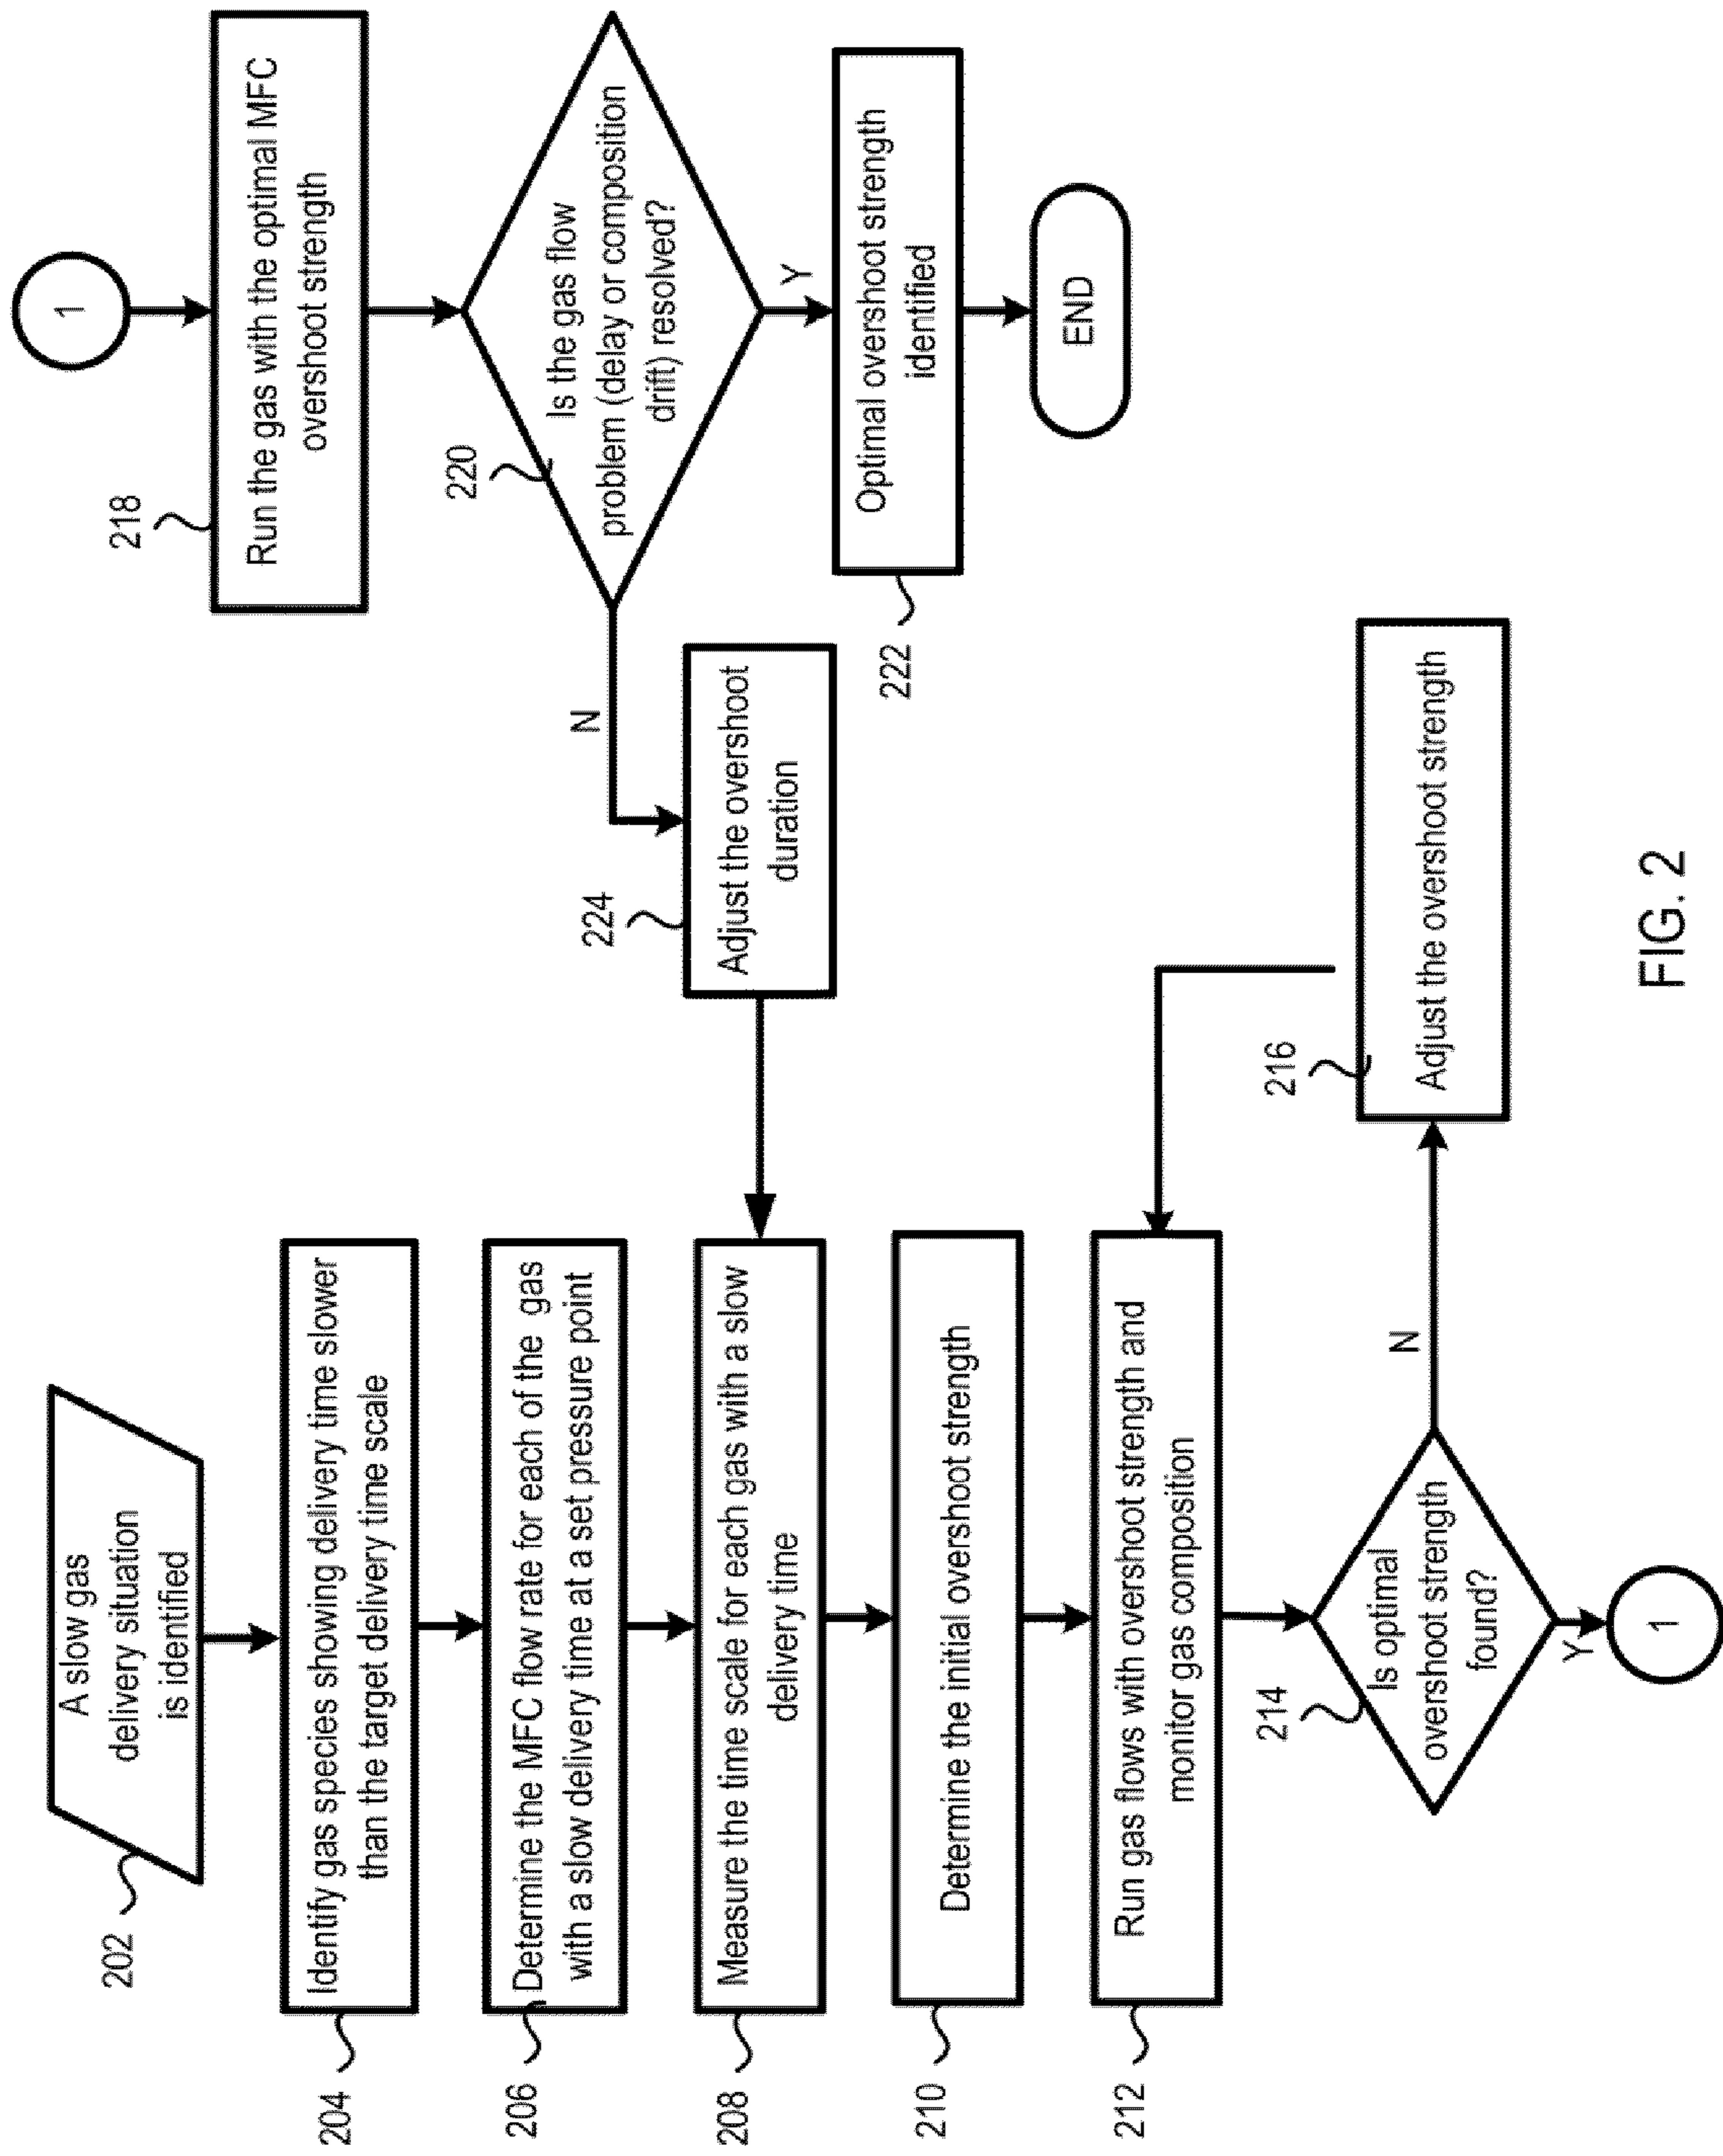 A slow gas
delivery situation
is identified
202
Identify gas species showing delivery time slower
than the target delivery time scale
204
Determine the MFC flow rate for each of the gas
with a slow delivery time at a set pressure point
206
Measure the time scale for each gas with a slow
delivery time
208
Determine the initial overshoot strength
210
Run gas flows with overshoot strength and
monitor gas composition
212
Is optimal
overshoot strength
found?
214
N
Y
1
Adjust the overshoot strength
216
1
Run the gas with the optimal MFC
overshoot strength
218
Is the gas flow
problem (delay or composition
drift) resolved?
220
N
Y
Adjust the overshoot
duration
224
Optimal overshoot strength
identified
222
END
FIG. 2